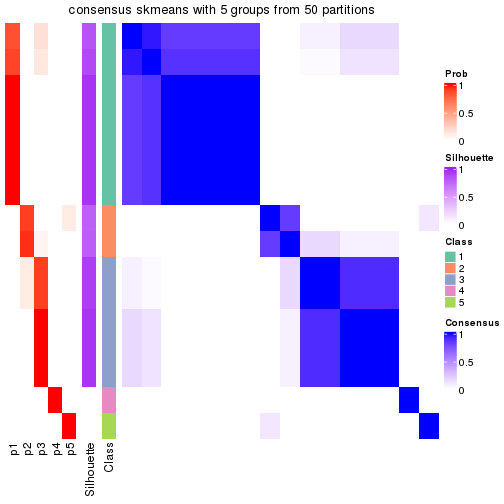 consensus skmeans with 5 groups from 50 partitions
Prob
1
0.5
0
Silhouette
1
0.5
0
Class
1
2
3
4
5
Consensus
1
0.5
0
p1
p2
p3
p4
p5
Silhouette
Class